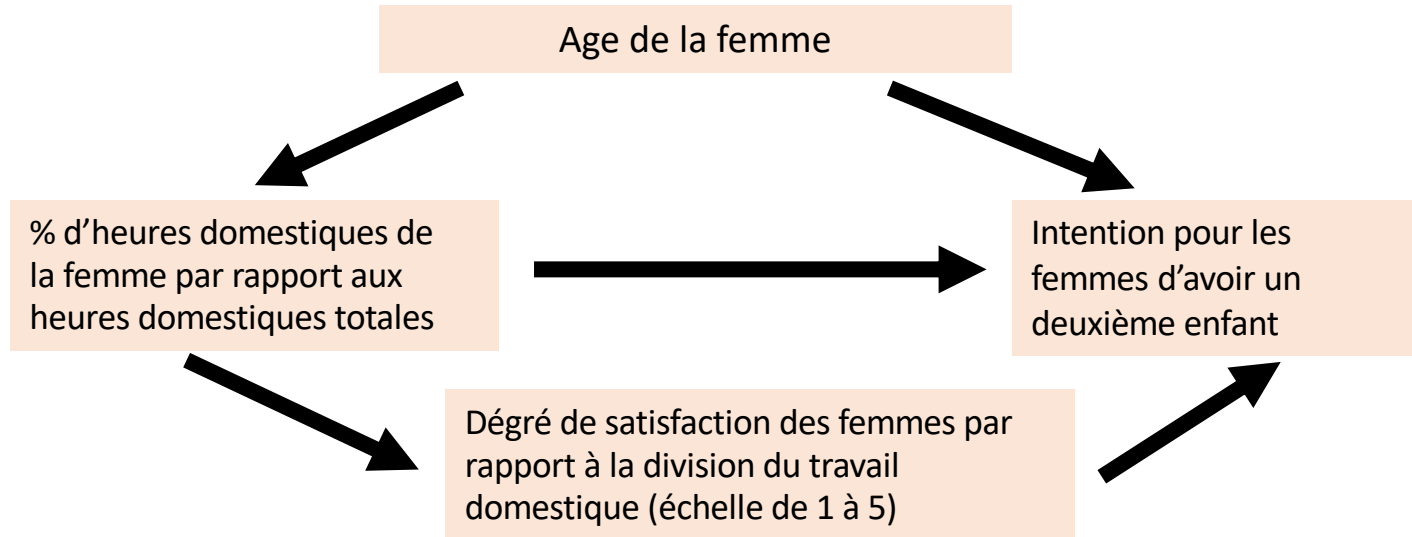 Age de la femme
% d’heures domestiques de
la femme par rapport aux
heures domestiques totales
Intention pour les
femmes d’avoir un
deuxième enfant
Dégré de satisfaction des femmes par
rapport à la division du travail
domestique (échelle de 1 à 5)